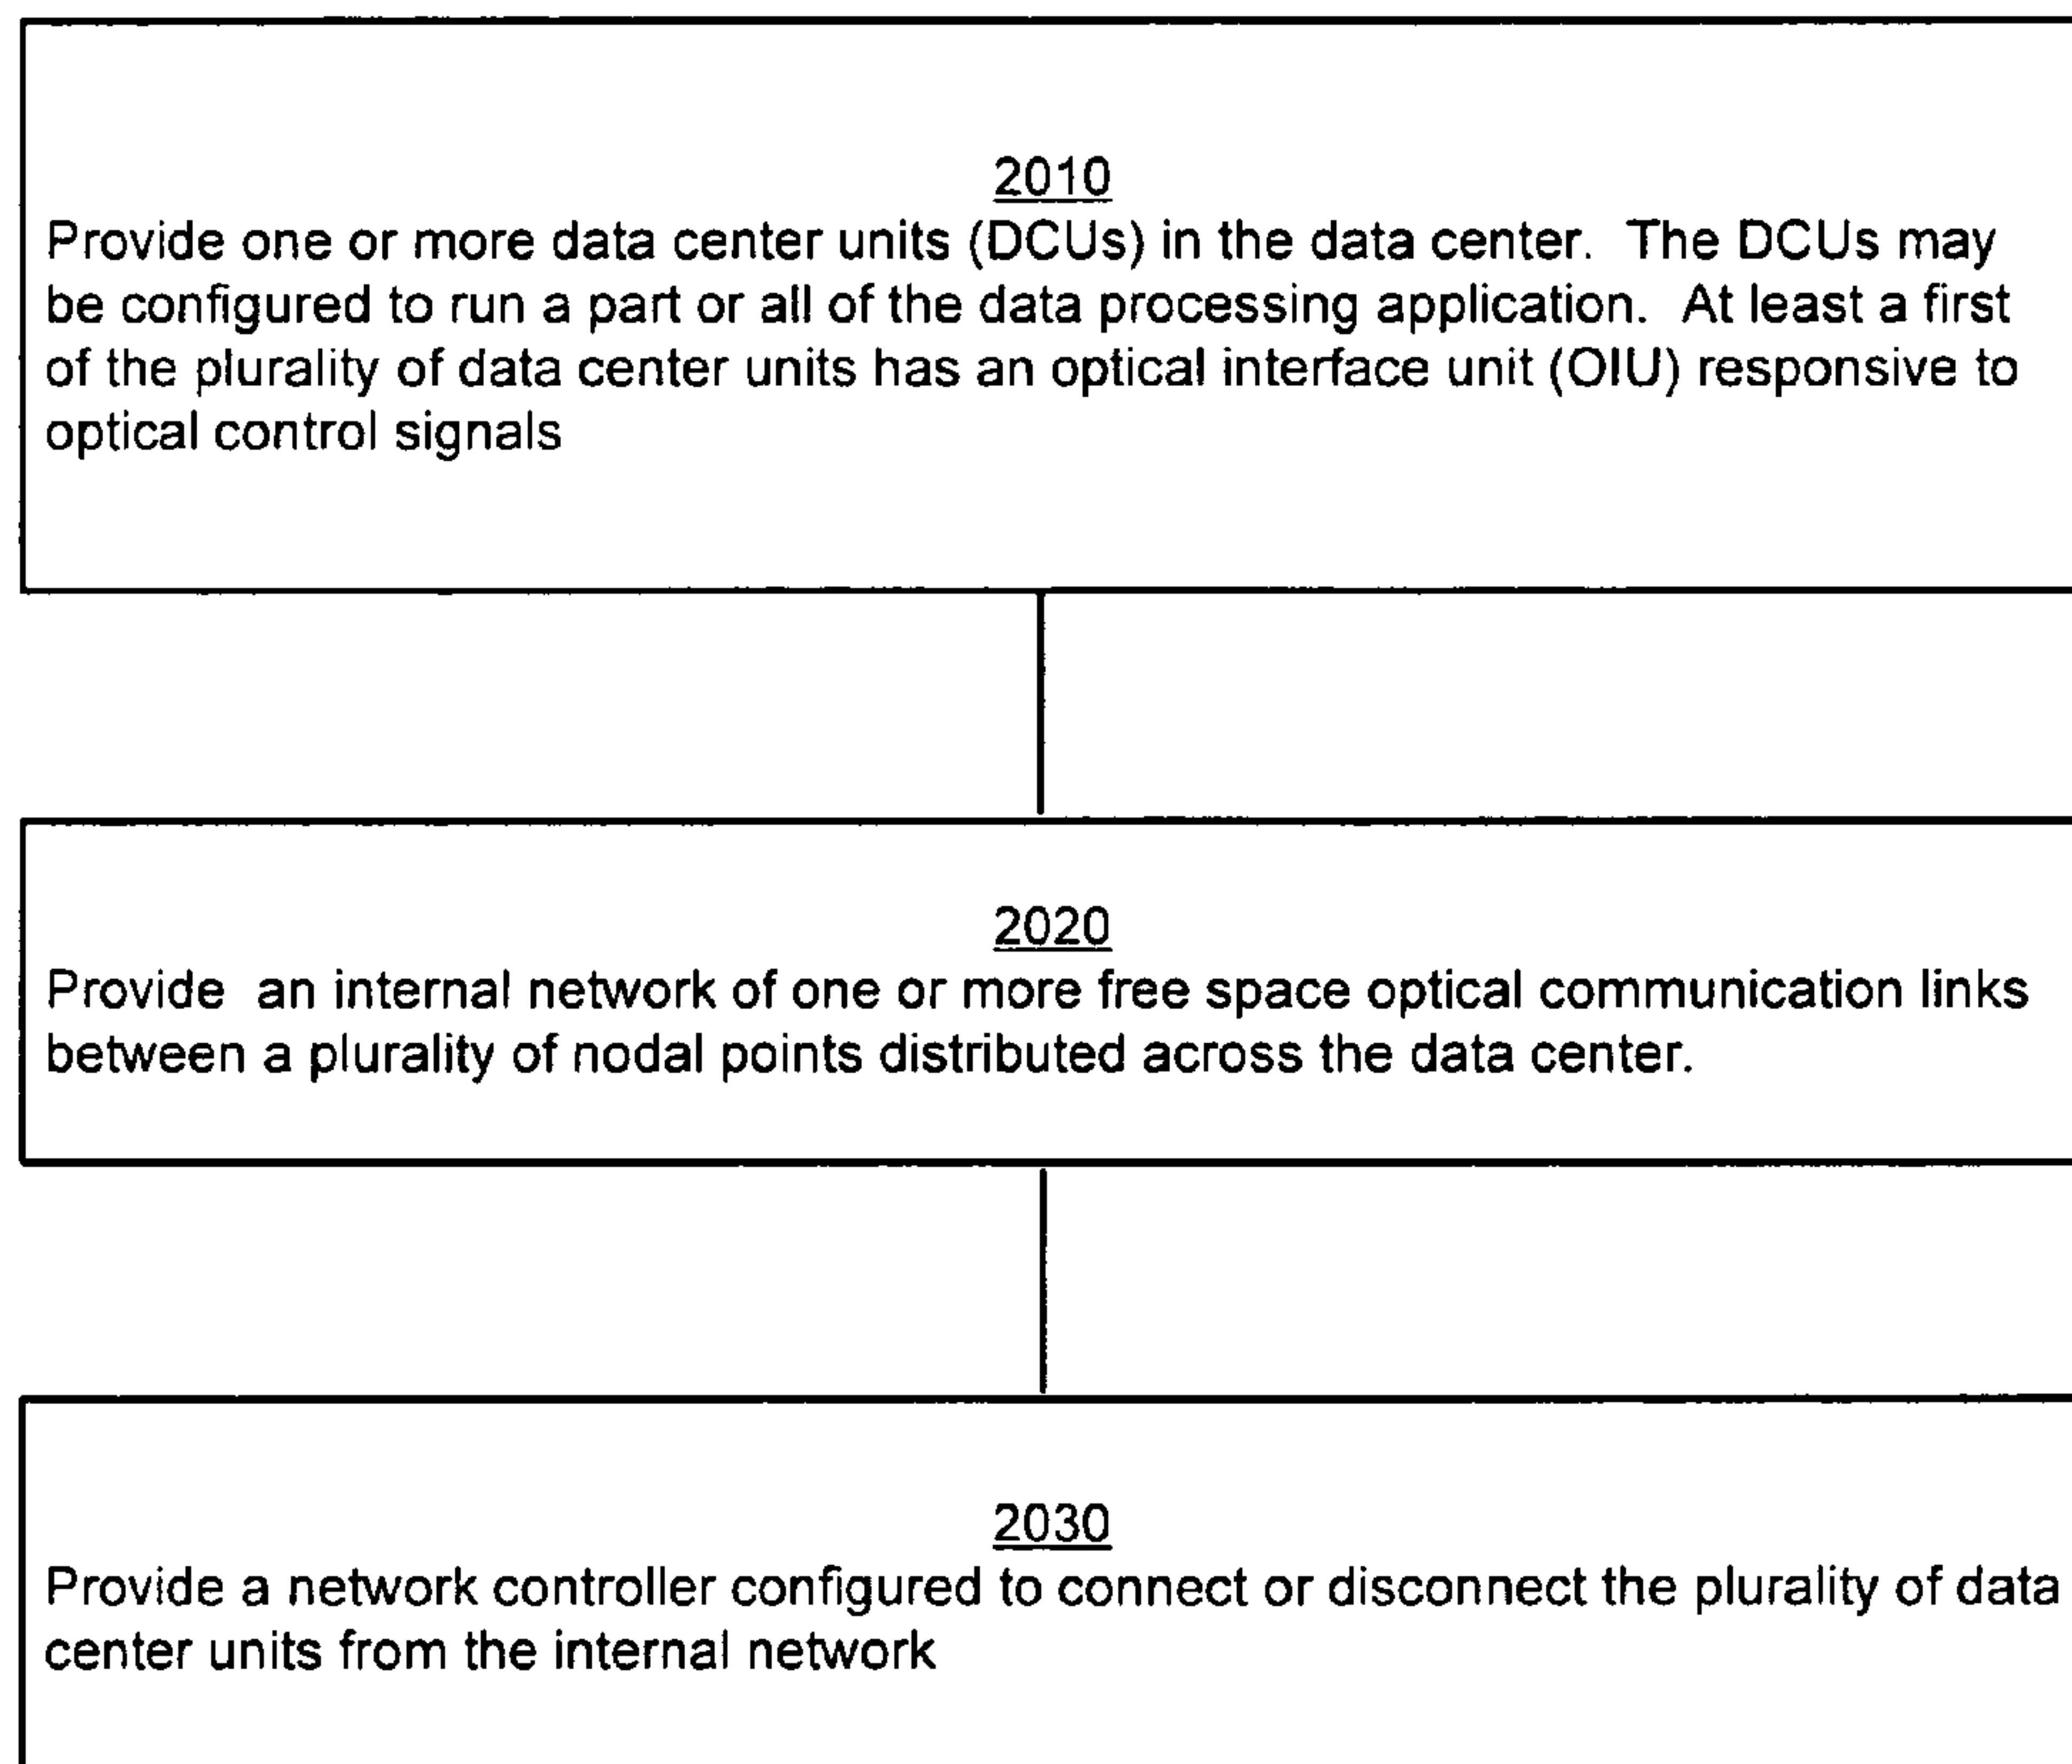 2010
Provide one or more data center units (DCUs) in the data center. The DCUs may
be configured to run a part or all of the data processing application. At least a first
of the plurality of data center units has an optical interface unit (OIU) responsive to
optical control signals
2020
Provide an internal network of one or more free space optical communication links
between a plurality of nodal points distributed across the data center.
2030
Provide a network controller configured to connect or disconnect the plurality of data
center units from the internal network